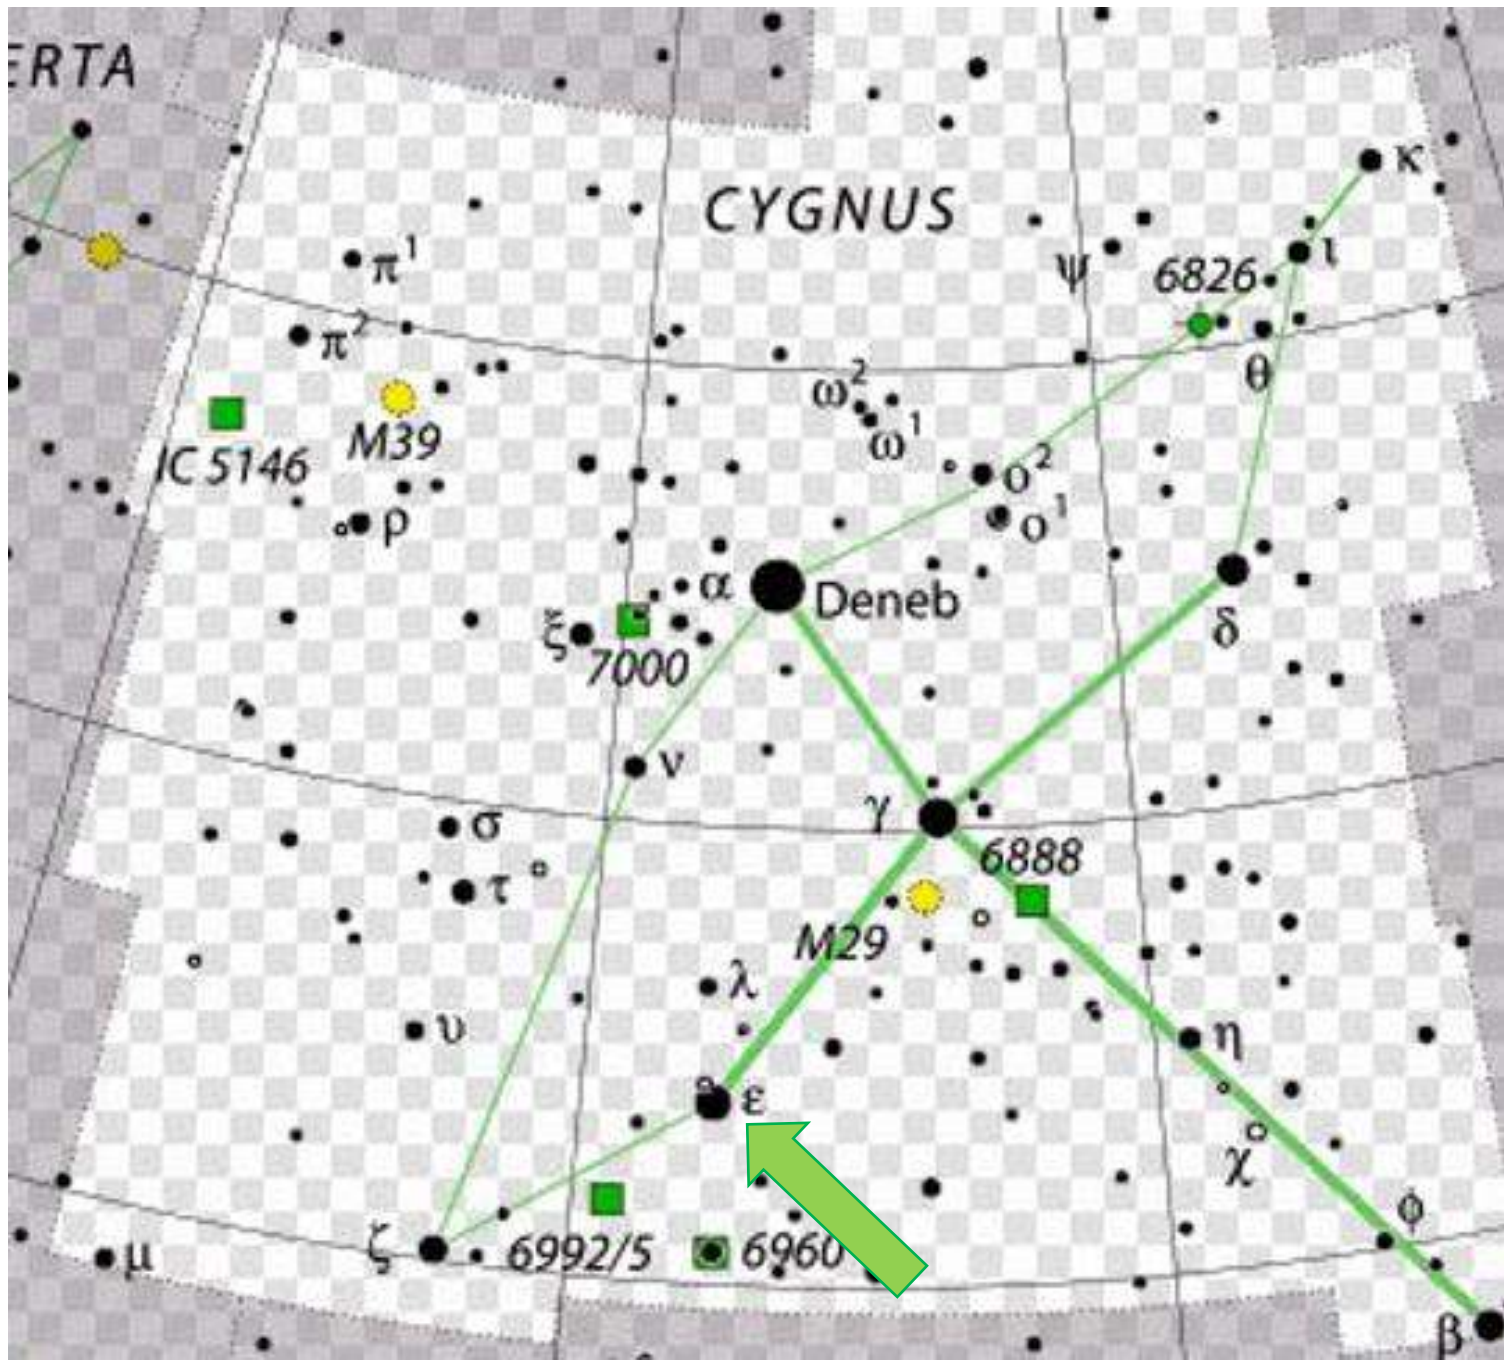 ERTA
CYGNUS
κ
π¹
ψ
6826
ι
π²
θ
ω²
ω¹
M39
IC 5146
ο²
ο¹
ρ
α
Deneb
δ
ξ
7000
ν
γ
σ
6888
τ
M29
λ
υ
η
ε
χ
φ
ζ
6992/5
6960
μ
β